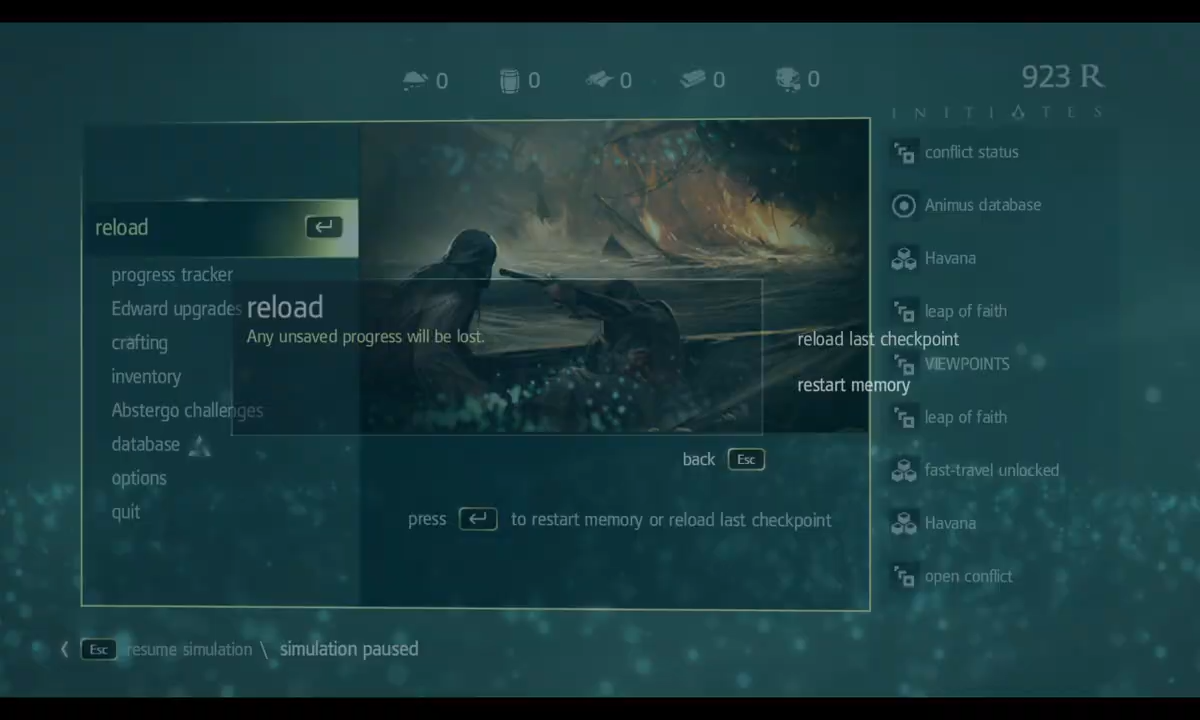 0 0 0 0 0
923 R
INITIATES
conflict status
Animus database
Havana
leap of faith
VIEWPOINTS
leap of faith
fast-travel unlocked
Havana
open conflict
reload
progress tracker
Edward upgrades
crafting
inventory
Abstergo challenges
database
options
quit
reload
Any unsaved progress will be lost.
reload last checkpoint
restart memory
back Esc
press to restart memory or reload last checkpoint
Esc resume simulation \ simulation paused